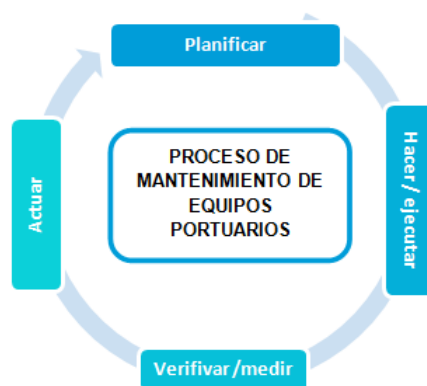 Planificar
Hacer/ ejecutar
PROCESO DE
MANTENIMIENTO DE
EQUIPOS
PORTUARIOS
Actuar
Verifivar/medir